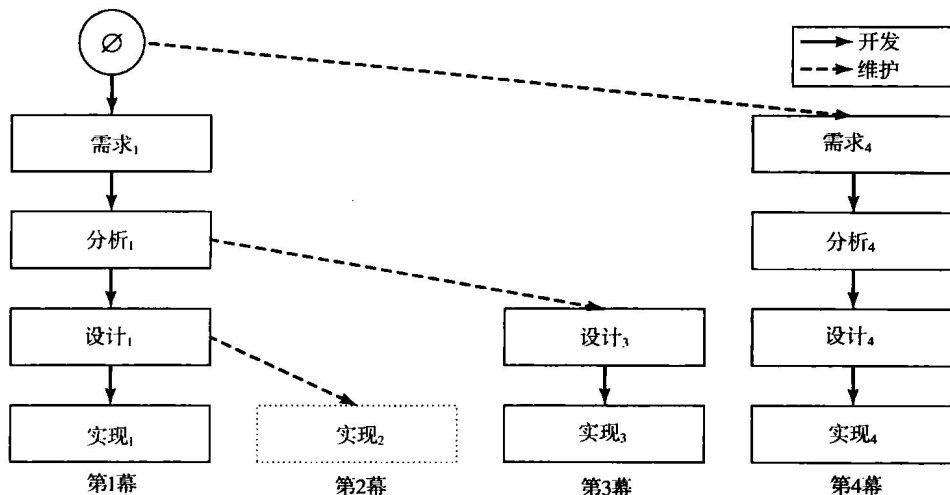 ∅
开发
维护
需求₁
需求₄
分析₁
分析₄
设计₁
设计₃
设计₄
实现₁
实现₂
实现₃
实现₄
第1幕
第2幕
第3幕
第4幕